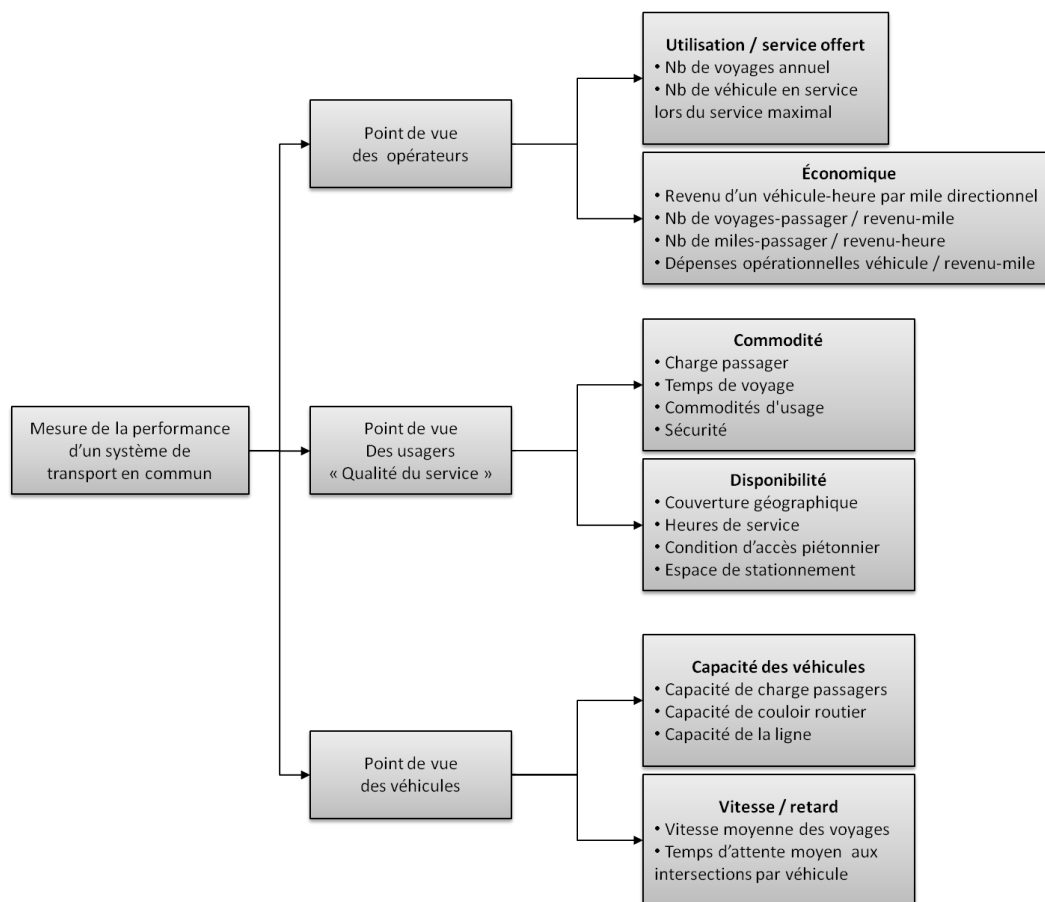 Mesure de la performance
d'un système de
transport en commun
Point de vue
des opérateurs
Utilisation / service offert
• Nb de voyages annuel
• Nb de véhicule en service
lors du service maximal
Économique
• Revenu d'un véhicule-heure par mile directionnel
• Nb de voyages-passager / revenu-mile
• Nb de miles-passager / revenu-heure
• Dépenses opérationnelles véhicule / revenu-mile
Point de vue
Des usagers
« Qualité du service »
Commodité
• Charge passager
• Temps de voyage
• Commodités d'usage
• Sécurité
Disponibilité
• Couverture géographique
• Heures de service
• Condition d'accès piétonnier
• Espace de stationnement
Point de vue
des véhicules
Capacité des véhicules
• Capacité de charge passagers
• Capacité de couloir routier
• Capacité de la ligne
Vitesse / retard
• Vitesse moyenne des voyages
• Temps d'attente moyen aux
intersections par véhicule